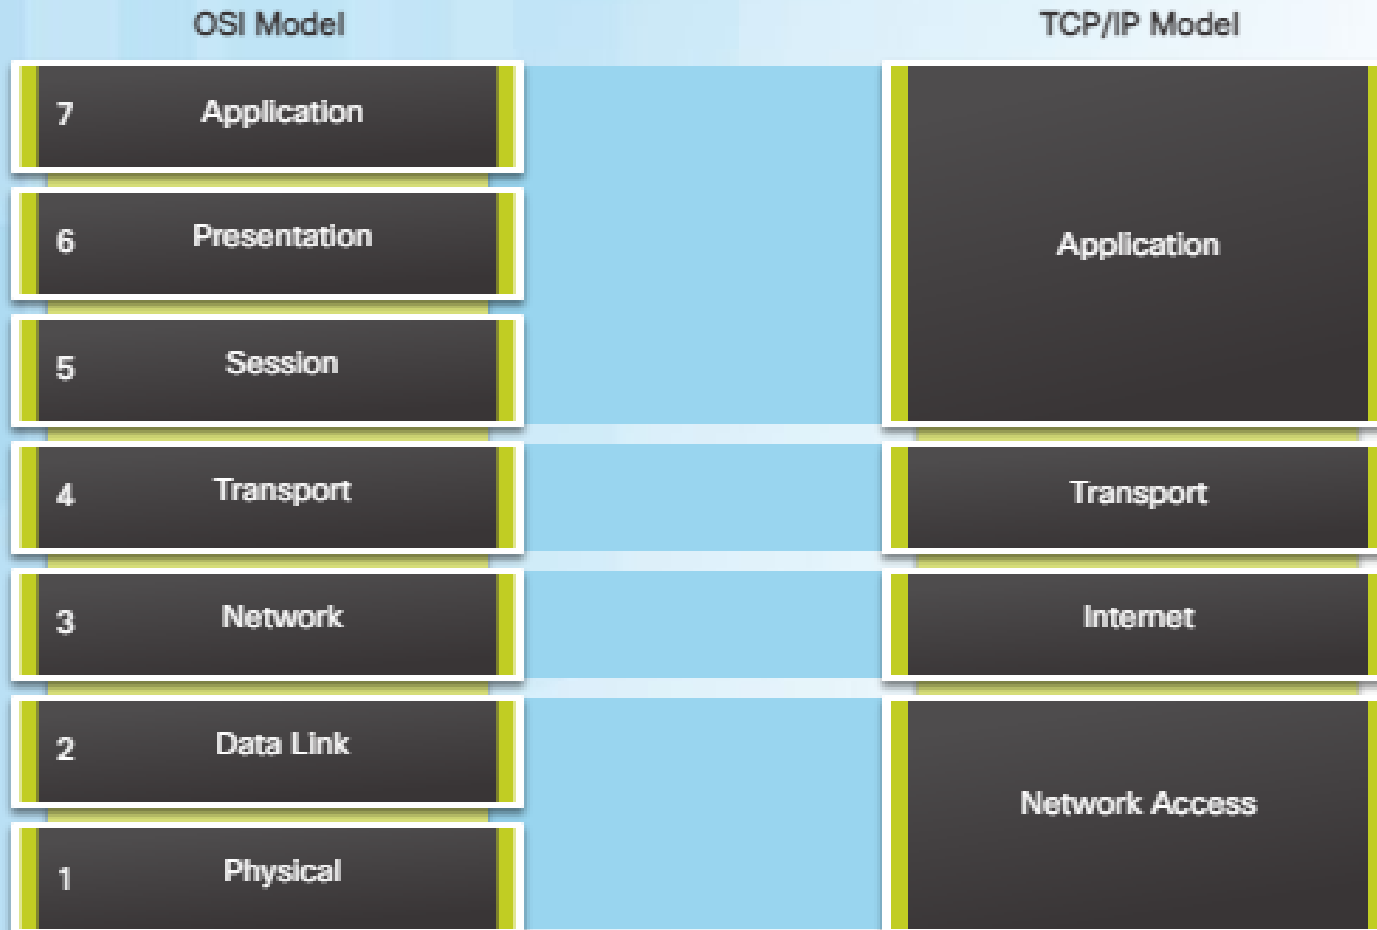 OSI Model
TCP/IP Model
7 Application
6 Presentation
5 Session
4 Transport
3 Network
2 Data Link
1 Physical
Application
Transport
Internet
Network Access